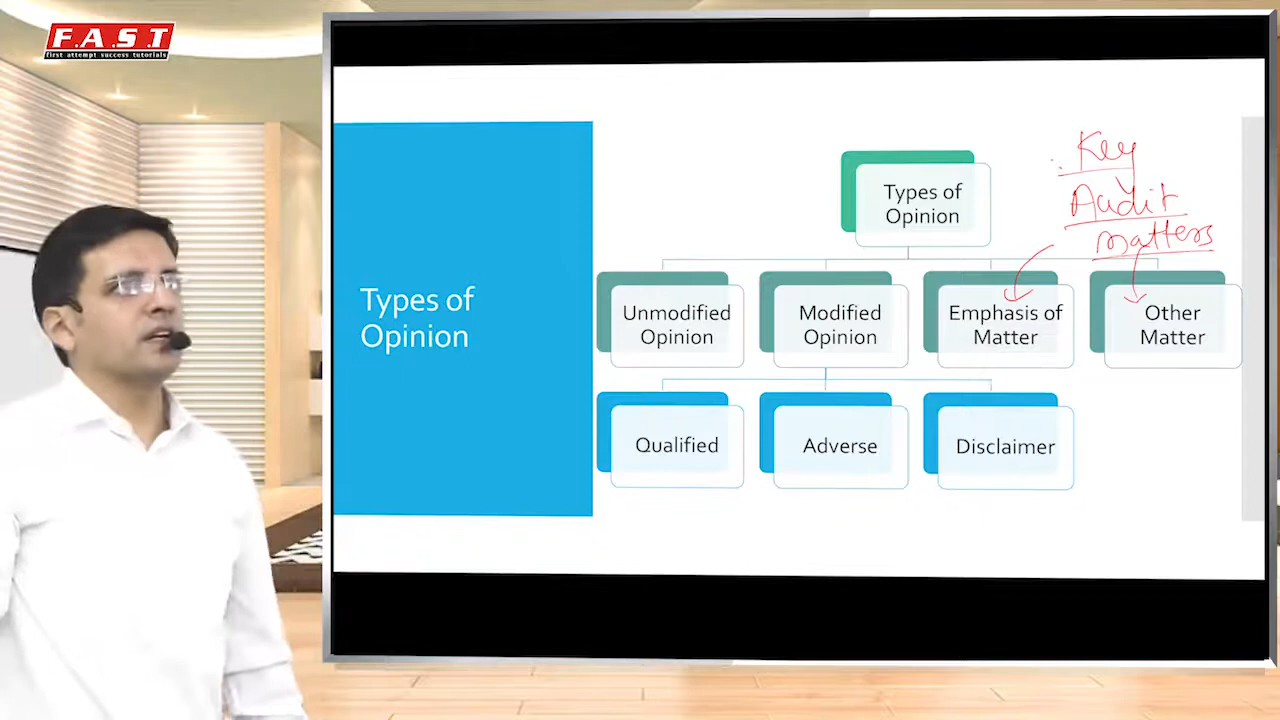 F.A.S.T
first attempt success tutorials
Types of
Opinion
Key
Audit
matters
Types of
Opinion
Unmodified
Opinion
Modified
Opinion
Emphasis of
Matter
Other
Matter
Qualified
Adverse
Disclaimer